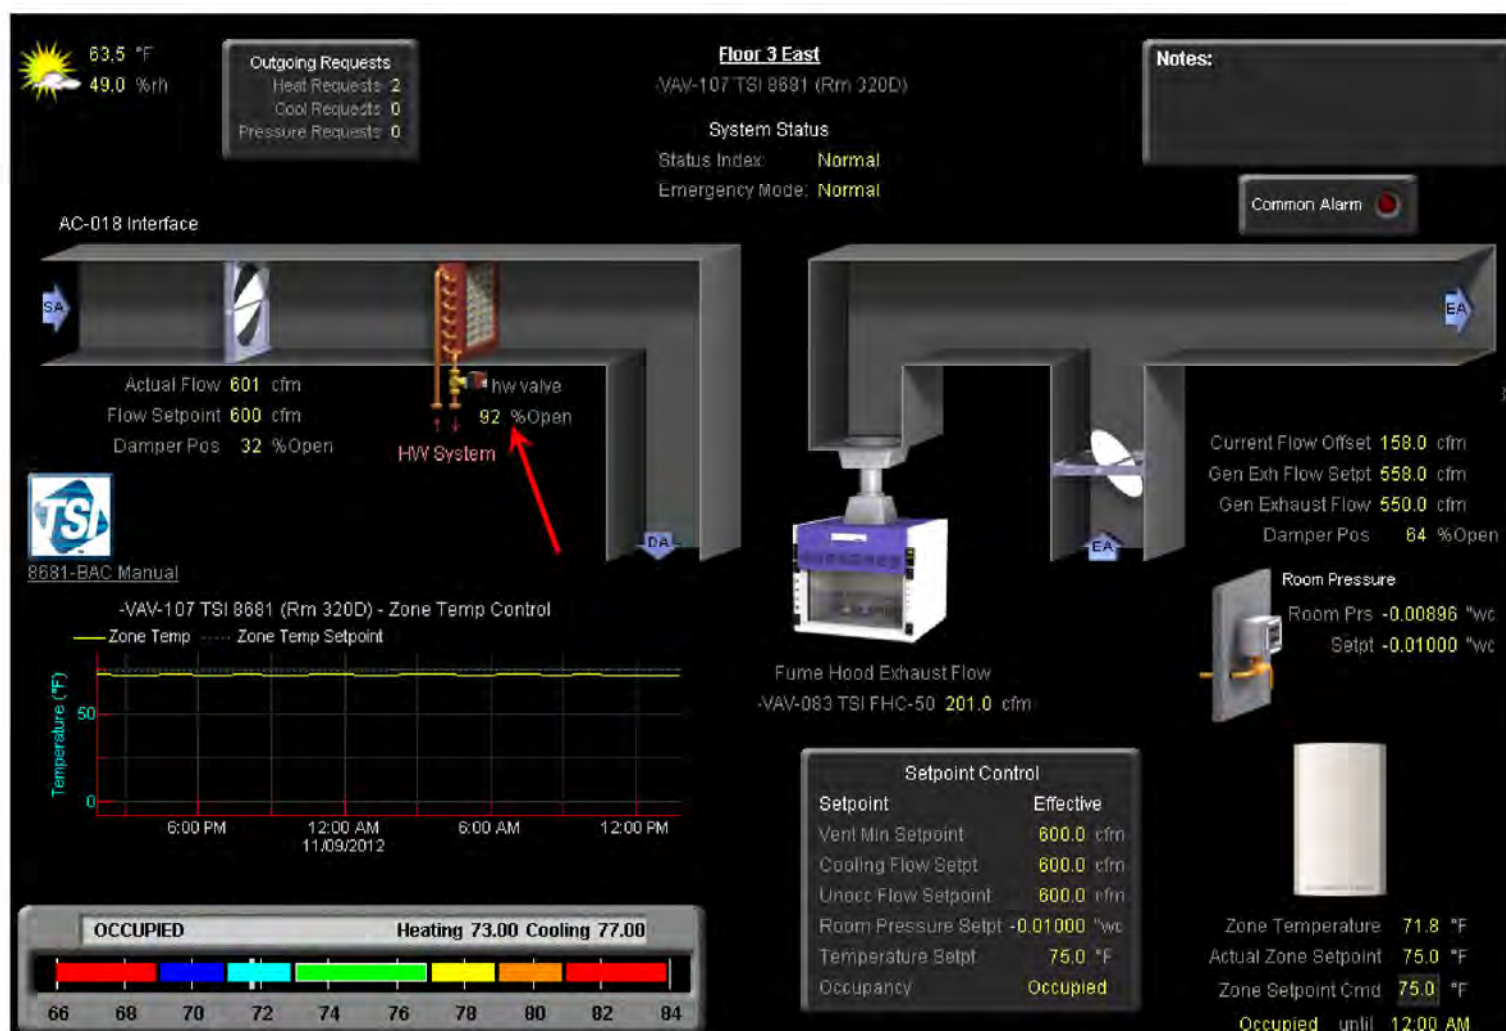 63,5 °F
49,0 %rh
Outgoing Requests
Heat Requests 2
Cool Requests 0
Pressure Requests 0
Floor 3 East
-VAV-107 TSI 8681 (Rm 320D)
System Status
Status Index: Normal
Emergency Mode: Normal
Notes:
Common Alarm
AC-018 Interface
SA
Actual Flow 601 cfm
Flow Setpoint 600 cfm
Damper Pos 32 %Open
hw valve
92 %Open
HW System
DA
EA
EA
Current Flow Offset 158.0 cfm
Gen Exh Flow Setpt 558.0 cfm
Gen Exhaust Flow 550.0 cfm
Damper Pos 64 %Open
TSI
8681-BAC Manual
Room Pressure
Room Prs -0.00896 "wc
Setpt -0.01000 "wc
Fume Hood Exhaust Flow
-VAV-083 TSI FHC-50 201.0 cfm
-VAV-107 TSI 8681 (Rm 320D) - Zone Temp Control
Zone Temp Zone Temp Setpoint
Temperature (°F)
50
0
6:00 PM 12:00 AM 6:00 AM 12:00 PM
11/09/2012
Setpoint Control
Setpoint Effective
Vent Min Setpoint 600.0 cfm
Cooling Flow Setpt 600.0 cfm
Unocc Flow Setpoint 600.0 cfm
Room Pressure Setpt -0.01000 "wc
Temperature Setpt 75.0 °F
Occupancy Occupied
OCCUPIED Heating 73.00 Cooling 77.00
66 68 70 72 74 76 78 80 82 84
Zone Temperature 71.8 °F
Actual Zone Setpoint 75.0 °F
Zone Setpoint Cmd 75.0 °F
Occupied until 12:00 AM